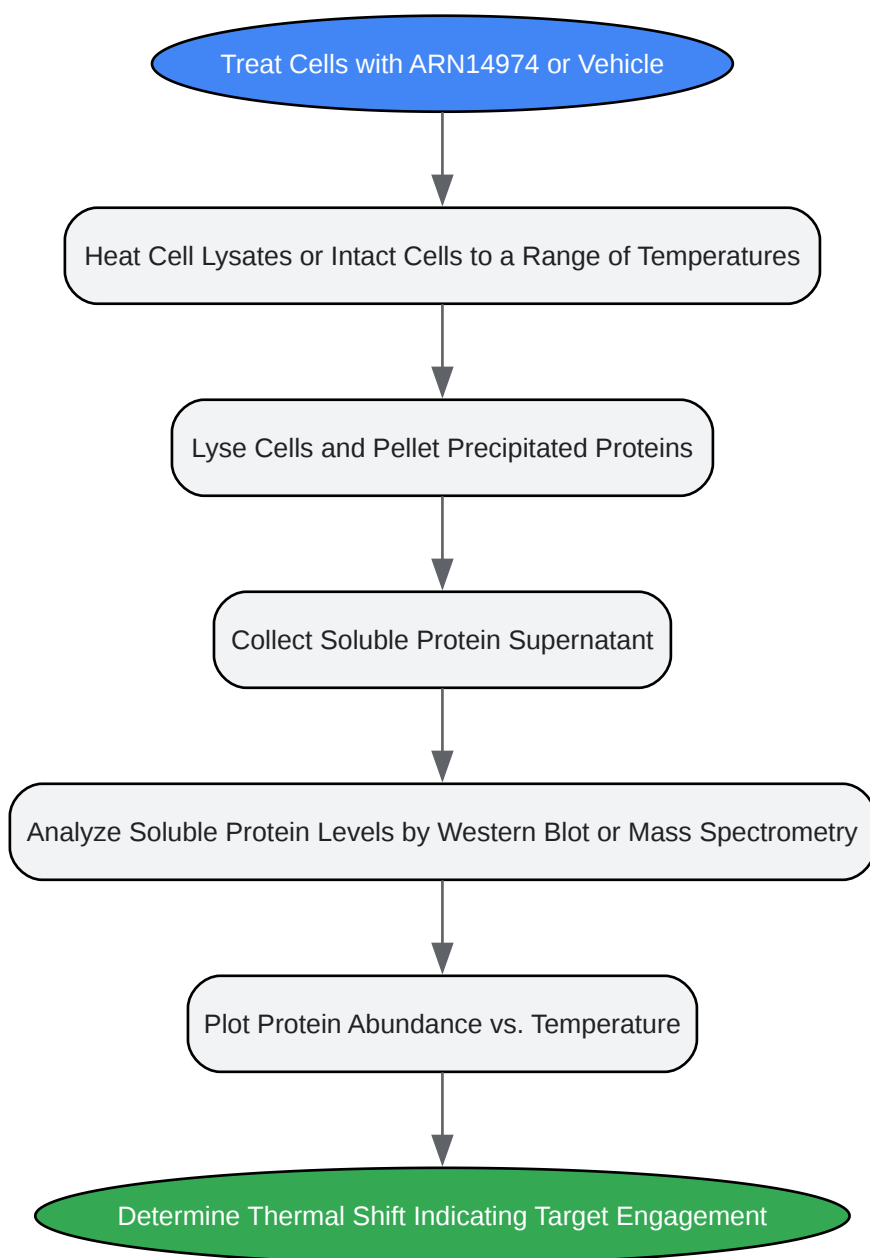 Treat Cells with ARN14974 or Vehicle
Heat Cell Lysates or Intact Cells to a Range of Temperatures
Lyse Cells and Pellet Precipitated Proteins
Collect Soluble Protein Supernatant
Analyze Soluble Protein Levels by Western Blot or Mass Spectrometry
Plot Protein Abundance vs. Temperature
Determine Thermal Shift Indicating Target Engagement